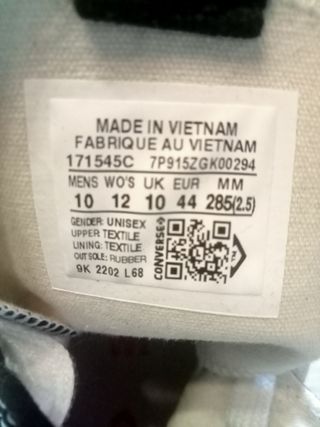 MADE IN VIETNAM
FABRIQUE AU VIETNAM
171545C 7P915ZGK00294
MENS WO'S UK EUR MM
10 12 10 44 285(2.5)
GENDER: UNISEX
UPPER TEXTILE
LINING: TEXTILE
OUTSOLE: RUBBER
9K 2202 L68
CONVERSE
ALL